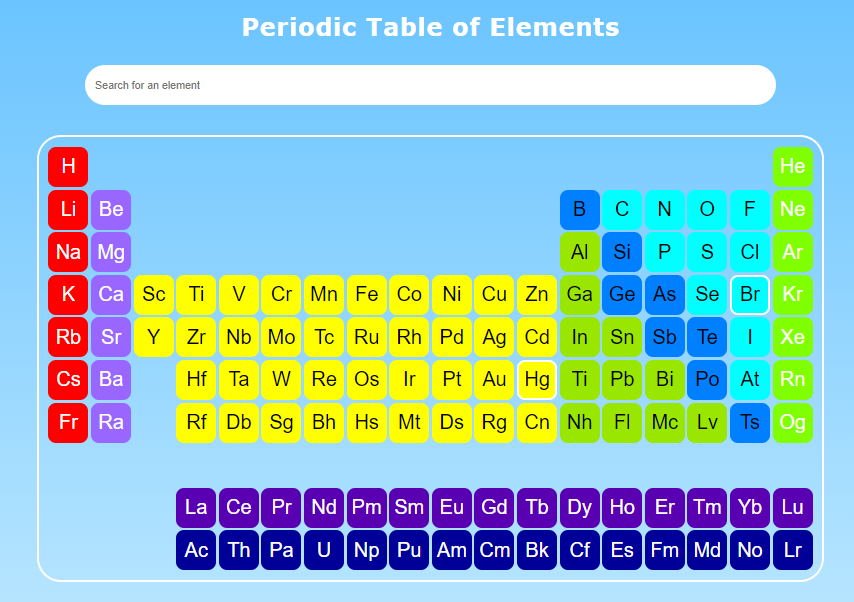 Periodic Table of Elements
Search for an element
H He
Li Be B C N O F Ne
Na Mg Al Si P S Cl Ar
K Ca Sc Ti V Cr Mn Fe Co Ni Cu Zn Ga Ge As Se Br Kr
Rb Sr Y Zr Nb Mo Tc Ru Rh Pd Ag Cd In Sn Sb Te I Xe
Cs Ba Hf Ta W Re Os Ir Pt Au Hg Ti Pb Bi Po At Rn
Fr Ra Rf Db Sg Bh Hs Mt Ds Rg Cn Nh Fl Mc Lv Ts Og
La Ce Pr Nd Pm Sm Eu Gd Tb Dy Ho Er Tm Yb Lu
Ac Th Pa U Np Pu Am Cm Bk Cf Es Fm Md No Lr